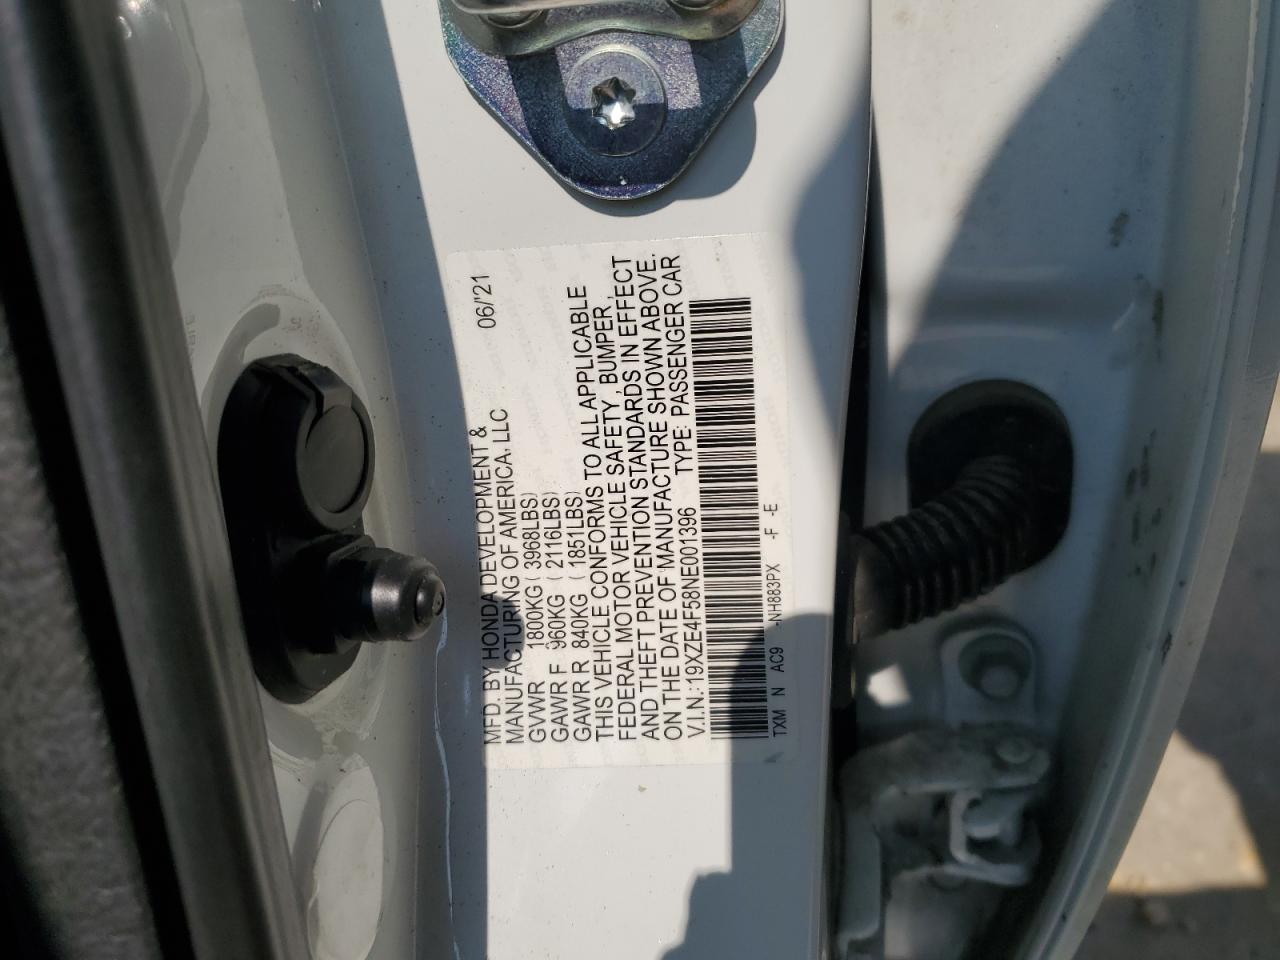 MFD. BY HONDA DEVELOPMENT & 06/'21
MANUFACTURING OF AMERICA, LLC
GVWR 1800KG (3968LBS)
GAWR F 960KG (2116LBS)
GAWR R 840KG (1851LBS)
THIS VEHICLE CONFORMS TO ALL APPLICABLE
FEDERAL MOTOR VEHICLE SAFETY, BUMPER,
AND THEFT PREVENTION STANDARDS IN EFFECT
ON THE DATE OF MANUFACTURE SHOWN ABOVE.
V.I.N.:19XZE4F58NE001396 TYPE: PASSENGER CAR
TXM N AC9 -NH883PX -F -E